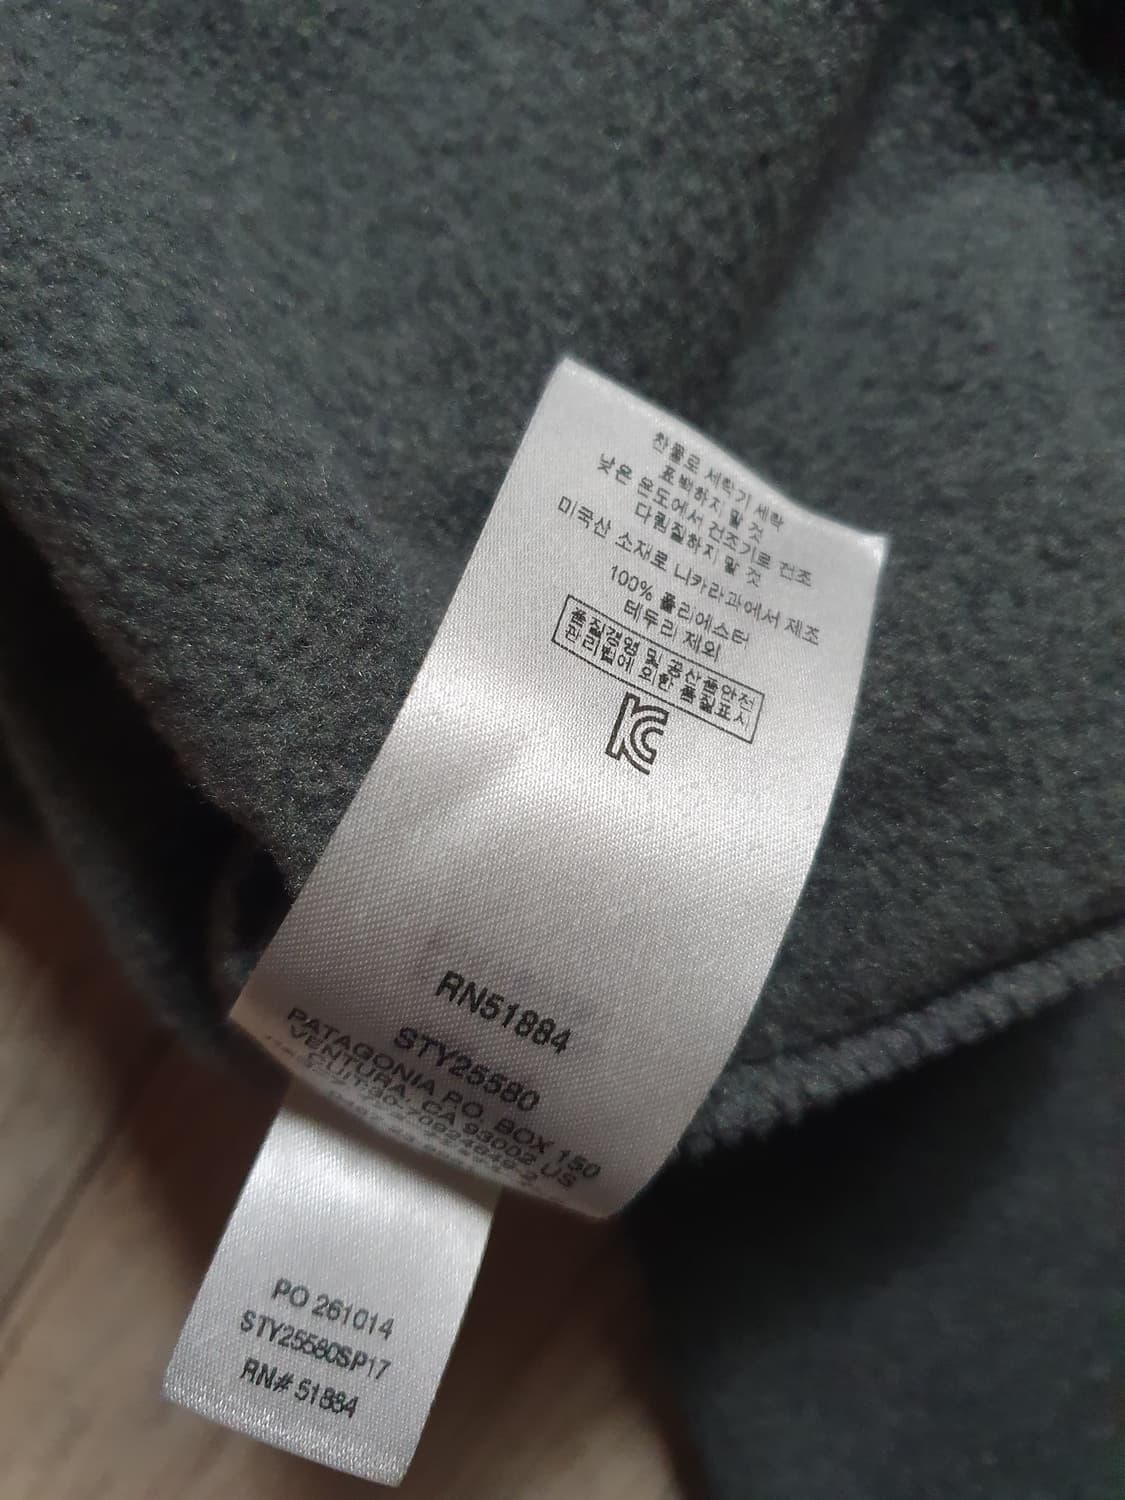 찬물로 세탁기 세탁
표백하지 말 것
낮은 온도에서 건조기로 건조
다림질하지 말 것
미국산 소재로 니카라과에서 제조
100% 폴리에스터
테두리 제외
품질경영 및 공산품안전
관리법에 의한 품질표시
KC
RN51884
STY25580
PATAGONIA P.O. BOX 150
VENTURA, CA 93002 US
PO 261014
STY25580SP17
RN# 51884